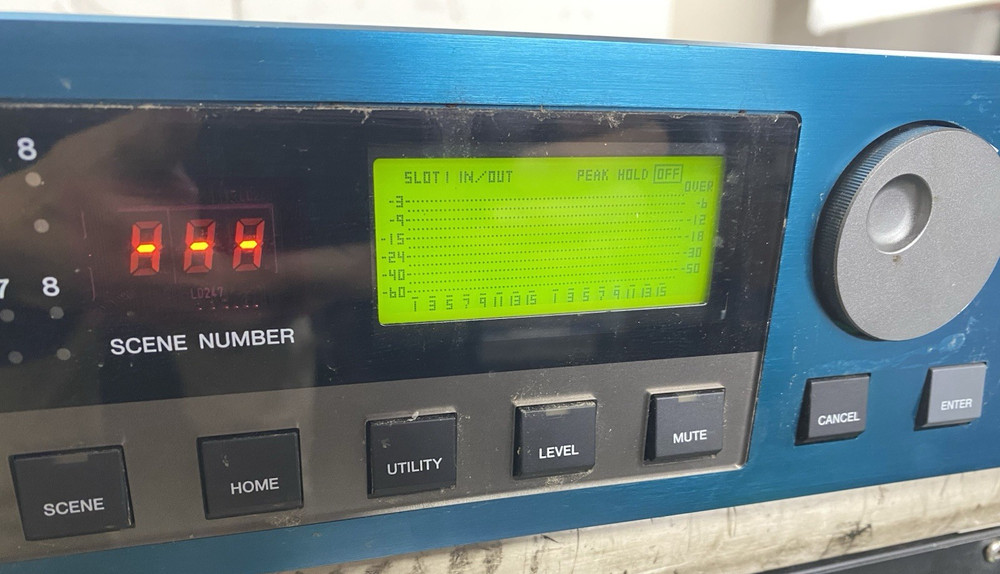 8
7 8
---
LD247
SCENE NUMBER
SLOT1 IN/OUT PEAK HOLD OFF
OVER
-3 -6
-9 -12
-15 -18
-24 -30
-40 -50
-60
1 3 5 7 9 11 13 15 1 3 5 7 9 11 13 15
SCENE
HOME
UTILITY
LEVEL
MUTE
CANCEL
ENTER